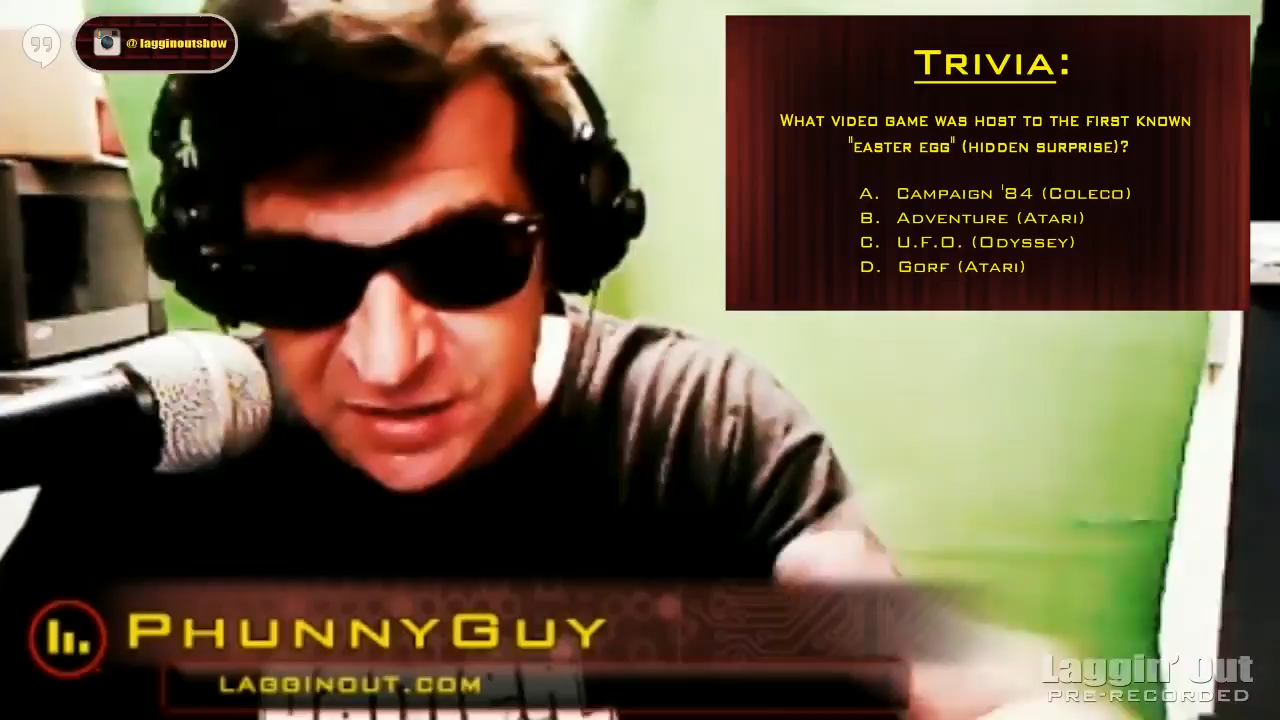 @ lagginoutshow
TRIVIA:
WHAT VIDEO GAME WAS HOST TO THE FIRST KNOWN
"EASTER EGG" (HIDDEN SURPRISE)?
A. CAMPAIGN '84 (COLECO)
B. ADVENTURE (ATARI)
C. U.F.O. (ODYSSEY)
D. GORF (ATARI)
PHUNNYGUY
LAGGINOUT.COM
Laggin' Out
PRE-RECORDED